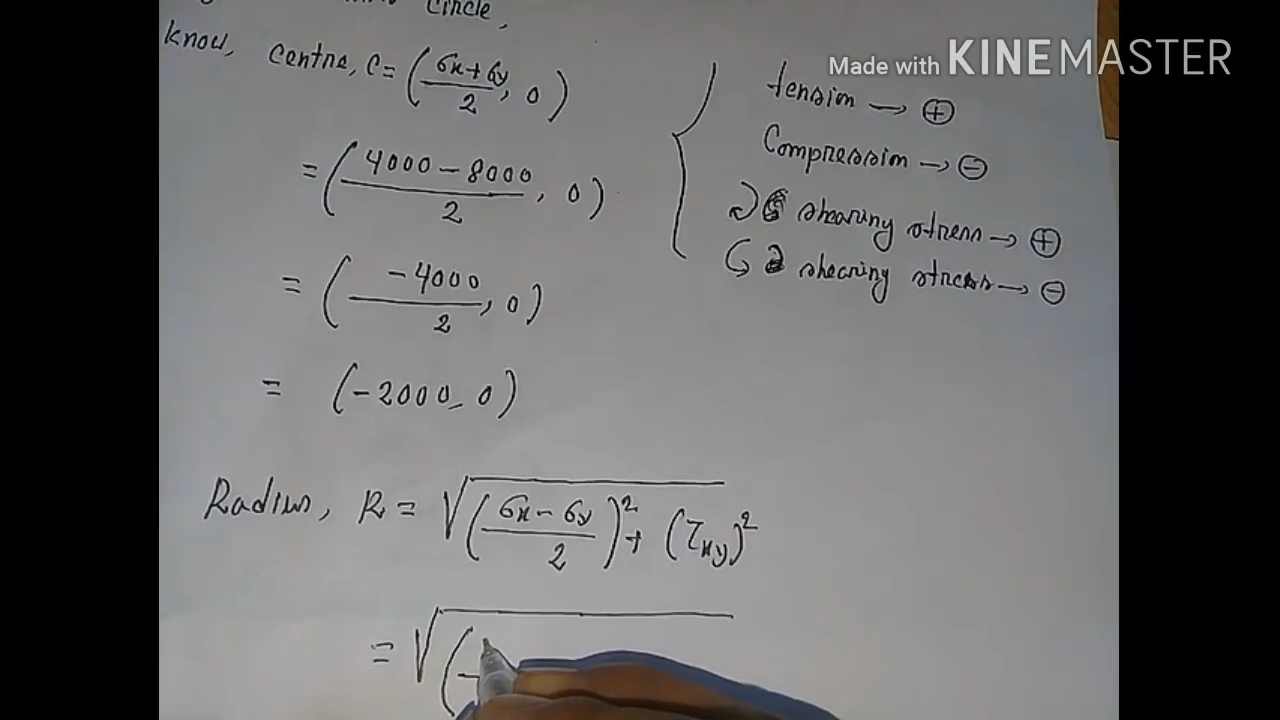 Circle,
know, centre, C = (σx+σy/2, 0)
= (4000 – 8000/2, 0)
= (–4000/2, 0)
= (–2000, 0)
Radius, R = √((σx – σy/2)² + (τxy)²)
= √(
Made with KINEMASTER
tension → ⊕
Compression → ⊖
shearing stress → ⊕
shearing stress → ⊖